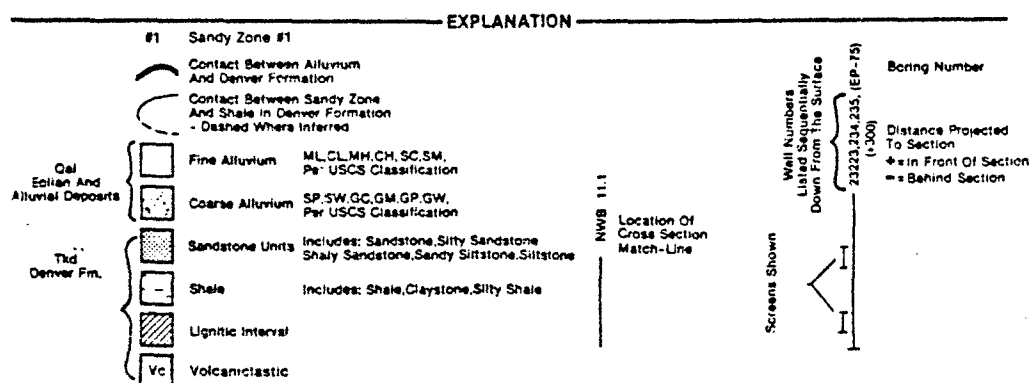 EXPLANATION
#1 Sandy Zone #1
Contact Between Alluvium
And Denver Formation
Contact Between Sandy Zone
And Shale In Denver Formation
- Dashed Where Inferred
Qal
Eolian And
Alluvial Deposits
Fine Alluvium
ML,CL,MH,CH,SC,SM,
Per USCS Classification
Coarse Alluvium
SP,SW,GC,GM,GP,GW,
Per USCS Classification
Tkd
Denver Fm.
Sandstone Units
Includes: Sandstone,Silty Sandstone
Shaly Sandstone,Sandy Siltstone,Siltstone
Shale
Includes: Shale,Claystone,Silty Shale
Lignitic Interval
Vc Volcaniclastic
NWB 11.1
Location Of
Cross Section
Match-Line
Well Numbers
Listed Sequentially
Down From The Surface
23223,234,235, (EP-75)
(+300)
Boring Number
Distance Projected
To Section
+=In Front Of Section
-=Behind Section
Screens Shown